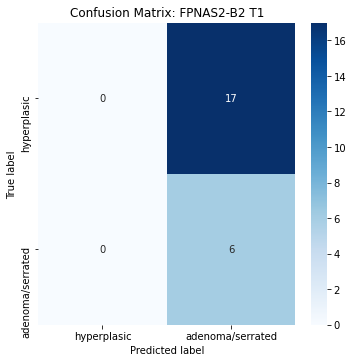 Confusion Matrix: FPNAS2-B2 T1
True label
hyperplasic
adenoma/serrated
0
17
0
6
hyperplasic
adenoma/serrated
Predicted label
16
14
12
10
8
6
4
2
0